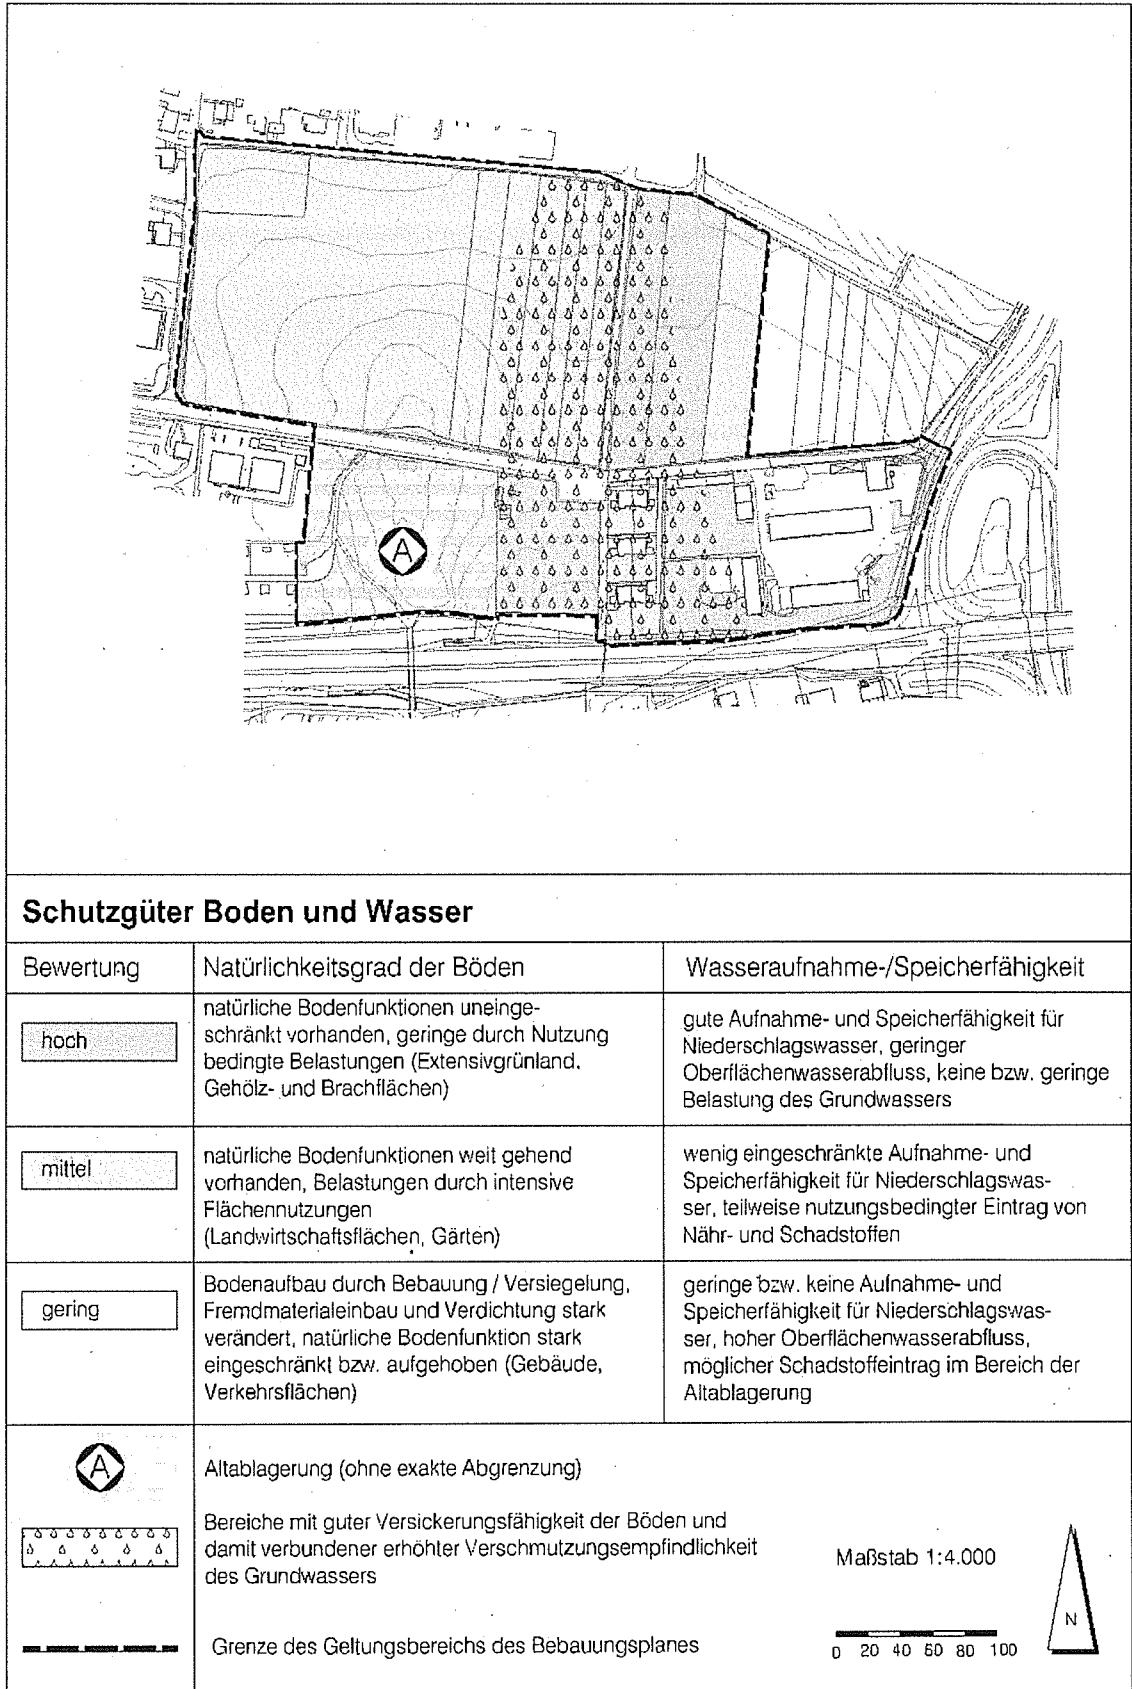 A
Schutzgüter Boden und Wasser
Bewertung
Natürlichkeitsgrad der Böden
Wasseraufnahme-/Speicherfähigkeit
hoch
natürliche Bodenfunktionen uneinge-
schränkt vorhanden, geringe durch Nutzung
bedingte Belastungen (Extensivgrünland,
Gehölz- und Brachflächen)
gute Aufnahme- und Speicherfähigkeit für
Niederschlagswasser, geringer
Oberflächenwasserabfluss, keine bzw. geringe
Belastung des Grundwassers
mittel
natürliche Bodenfunktionen weit gehend
vorhanden, Belastungen durch intensive
Flächennutzungen
(Landwirtschaftsflächen, Gärten)
wenig eingeschränkte Aufnahme- und
Speicherfähigkeit für Niederschlagswas-
ser, teilweise nutzungsbedingter Eintrag von
Nähr- und Schadstoffen
gering
Bodenaufbau durch Bebauung / Versiegelung,
Fremdmaterialeinbau und Verdichtung stark
verändert, natürliche Bodenfunktion stark
eingeschränkt bzw. aufgehoben (Gebäude,
Verkehrsflächen)
geringe bzw. keine Aufnahme- und
Speicherfähigkeit für Niederschlagswas-
ser, hoher Oberflächenwasserabfluss,
möglicher Schadstoffeintrag im Bereich der
Altablagerung
A
Altablagerung (ohne exakte Abgrenzung)
Bereiche mit guter Versickerungsfähigkeit der Böden und
damit verbundener erhöhter Verschmutzungsempfindlichkeit
des Grundwassers
Maßstab 1:4.000
N
Grenze des Geltungsbereichs des Bebauungsplanes
0 20 40 60 80 100